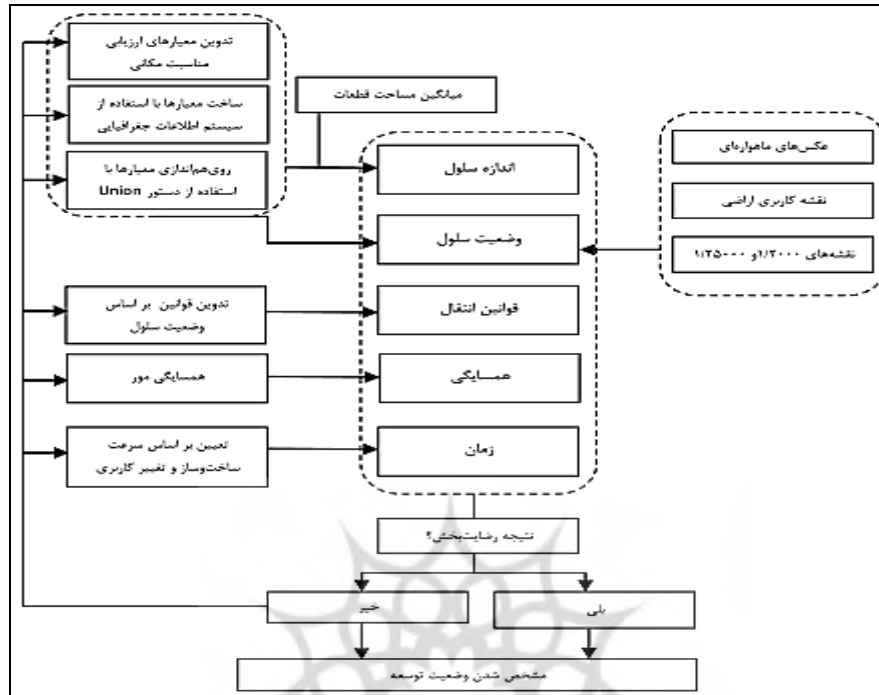 تدوین معیارهای ارزیابی
مناسبت مکانی
ساخت معیارها با استفاده از
سیستم اطلاعات جغرافیایی
روی‌هم‌اندازی معیارها با
استفاده از دستور Union
میانگین مساحت قطعات
اندازه سلول
وضعیت سلول
قوانین انتقال
همسایگی
زمان
عکس‌های ماهواره‌ای
نقشه کاربری اراضی
نقشه‌های ۱/۲۰۰۰ و ۱/۲۵۰۰۰
تدوین قوانین بر اساس
وضعیت سلول
همسایگی مور
تعیین بر اساس سرعت
ساخت‌وساز و تغییر کاربری
نتیجه رضایت‌بخش؟
خیر
بلی
مشخص شدن وضعیت توسعه